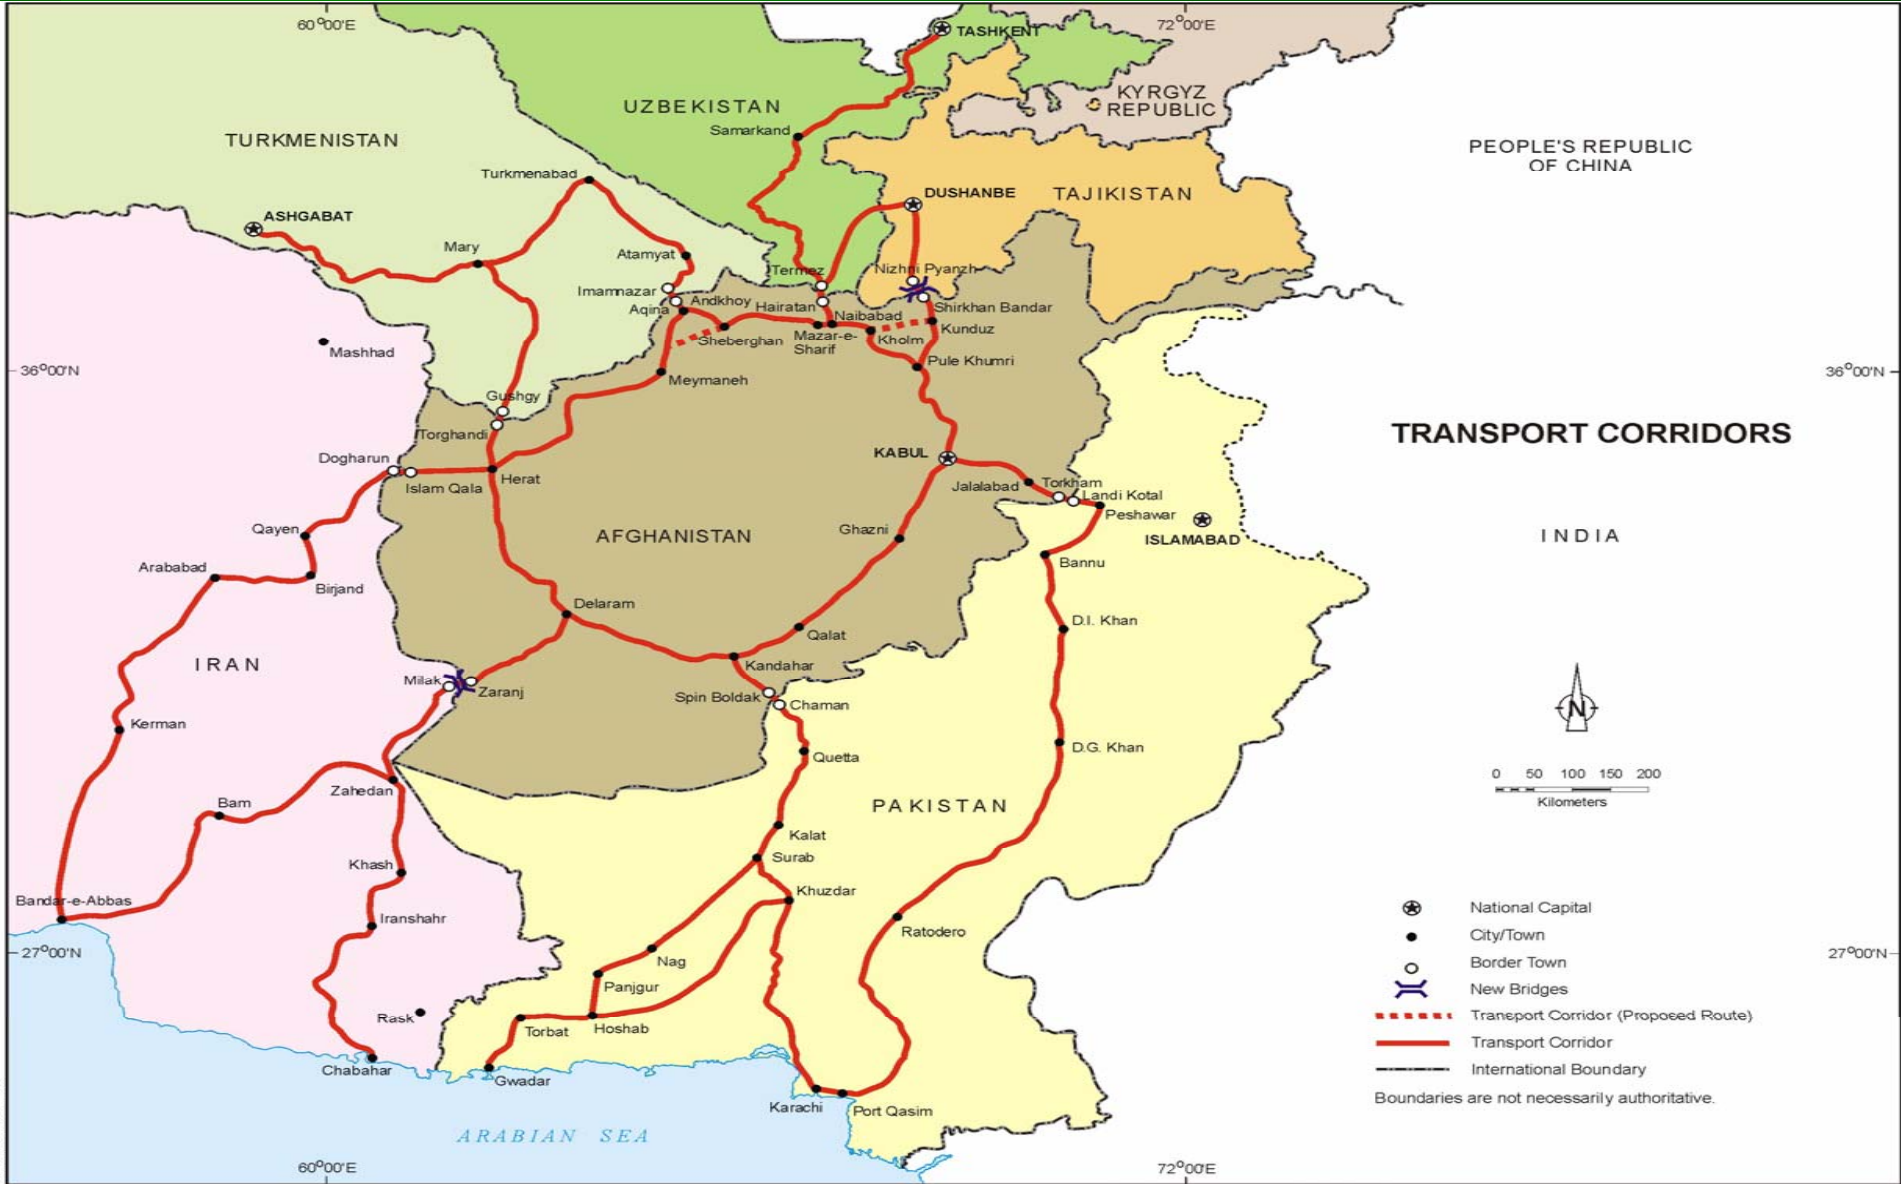 60°00'E
72°00'E
TASHKENT
KYRGYZ
REPUBLIC
UZBEKISTAN
Samarkand
TURKMENISTAN
PEOPLE'S REPUBLIC
OF CHINA
Turkmenabad
DUSHANBE
TAJIKISTAN
ASHGABAT
Mary
Atamyat
Termez
Nizhni Pyanzh
Imamnazar
Aqina
Andkhoy
Hairatan
Naibabad
Shirkhan Bandar
Kunduz
Sheberghan
Mazar-e-
Sharif
Kholm
Mashhad
Pule Khumri
36°00'N
36°00'N
Meymaneh
Gushgy
Torghandi
TRANSPORT CORRIDORS
Dogharun
Islam Qala
Herat
KABUL
Jalalabad
Torkham
Landi Kotal
Peshawar
ISLAMABAD
Qayen
AFGHANISTAN
Ghazni
INDIA
Bannu
Arababad
Birjand
Delaram
D.I. Khan
Qalat
IRAN
Kandahar
Milak
Zaranj
Spin Boldak
Chaman
Kerman
D.G. Khan
Quetta
N
0 50 100 150 200
Kilometers
Zahedan
Bam
PAKISTAN
Kalat
Surab
Khash
Khuzdar
Bandar-e-Abbas
Iranshahr
Ratodero
National Capital
City/Town
27°00'N
27°00'N
Nag
Border Town
Panjgur
New Bridges
Rask
Torbat
Hoshab
Transport Corridor (Proposed Route)
Transport Corridor
Chabahar
Gwadar
International Boundary
Karachi
Port Qasim
Boundaries are not necessarily authoritative.
ARABIAN SEA
60°00'E
72°00'E